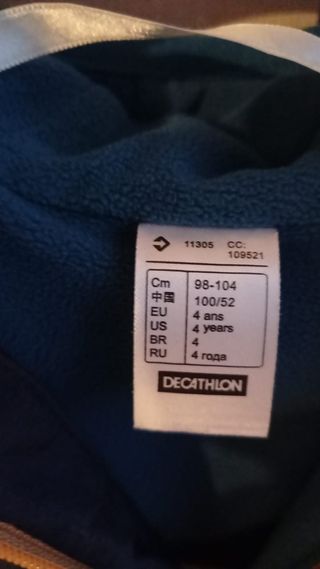 11305 CC:
109521
Cm 98-104
中国 100/52
EU 4 ans
US 4 years
BR 4
RU 4 года
DECATHLON